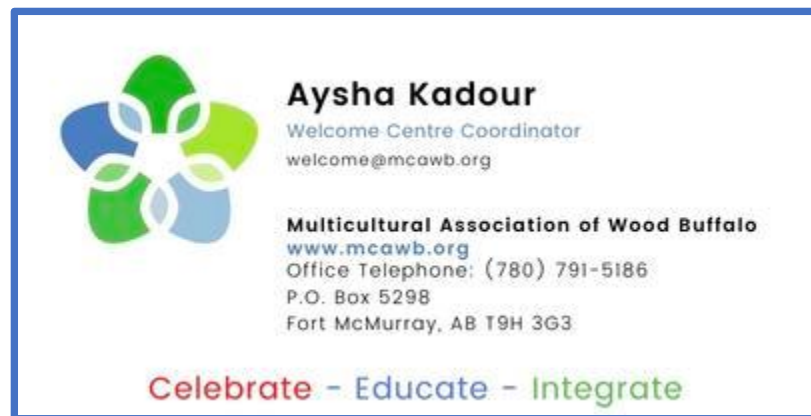 Aysha Kadour
Welcome Centre Coordinator
welcome@mcawb.org
Multicultural Association of Wood Buffalo
www.mcawb.org
Office Telephone: (780) 791-5186
P.O. Box 5298
Fort McMurray, AB T9H 3G3
Celebrate - Educate - Integrate